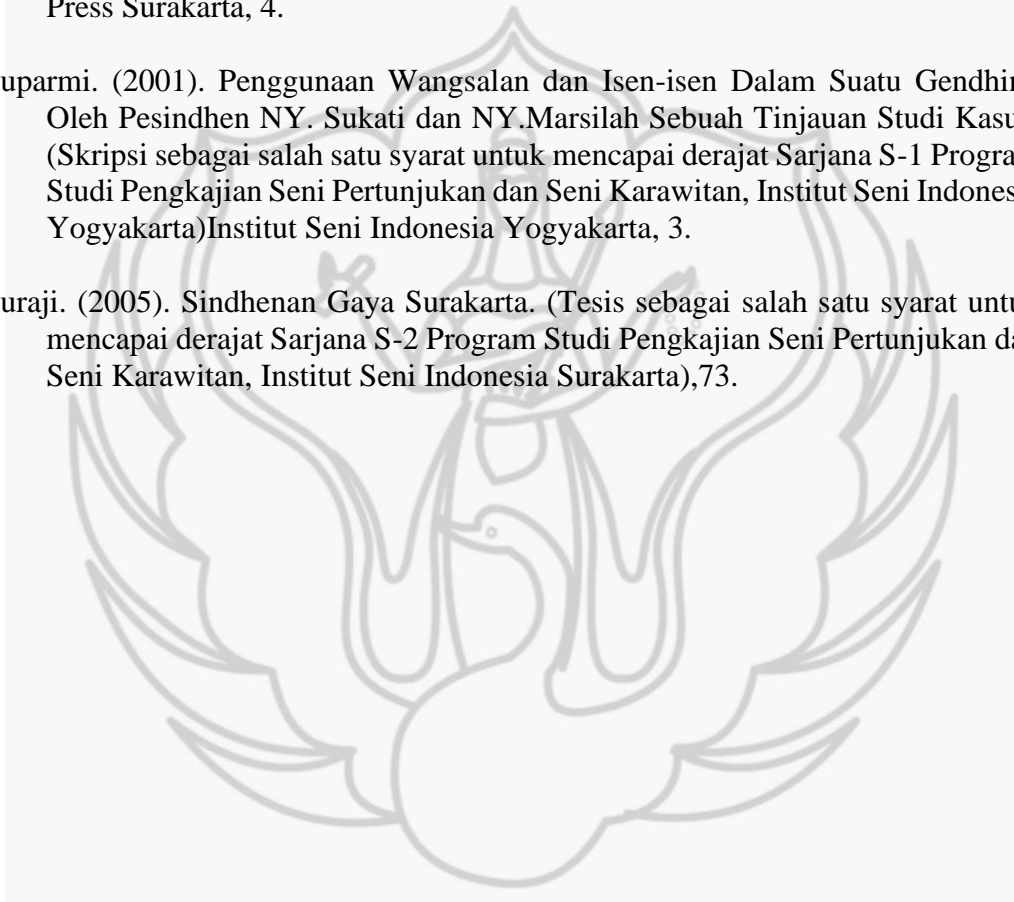 Press Surakarta, 4.
uparmi. (2001). Penggunaan Wangsalan dan Isen-isen Dalam Suatu Gendhin
Oleh Pesindhen NY. Sukati dan NY.Marsilah Sebuah Tinjauan Studi Kasu
(Skripsi sebagai salah satu syarat untuk mencapai derajat Sarjana S-1 Progra
Studi Pengkajian Seni Pertunjukan dan Seni Karawitan, Institut Seni Indones
Yogyakarta)Institut Seni Indonesia Yogyakarta, 3.
uraji. (2005). Sindhenan Gaya Surakarta. (Tesis sebagai salah satu syarat untu
mencapai derajat Sarjana S-2 Program Studi Pengkajian Seni Pertunjukan da
Seni Karawitan, Institut Seni Indonesia Surakarta),73.